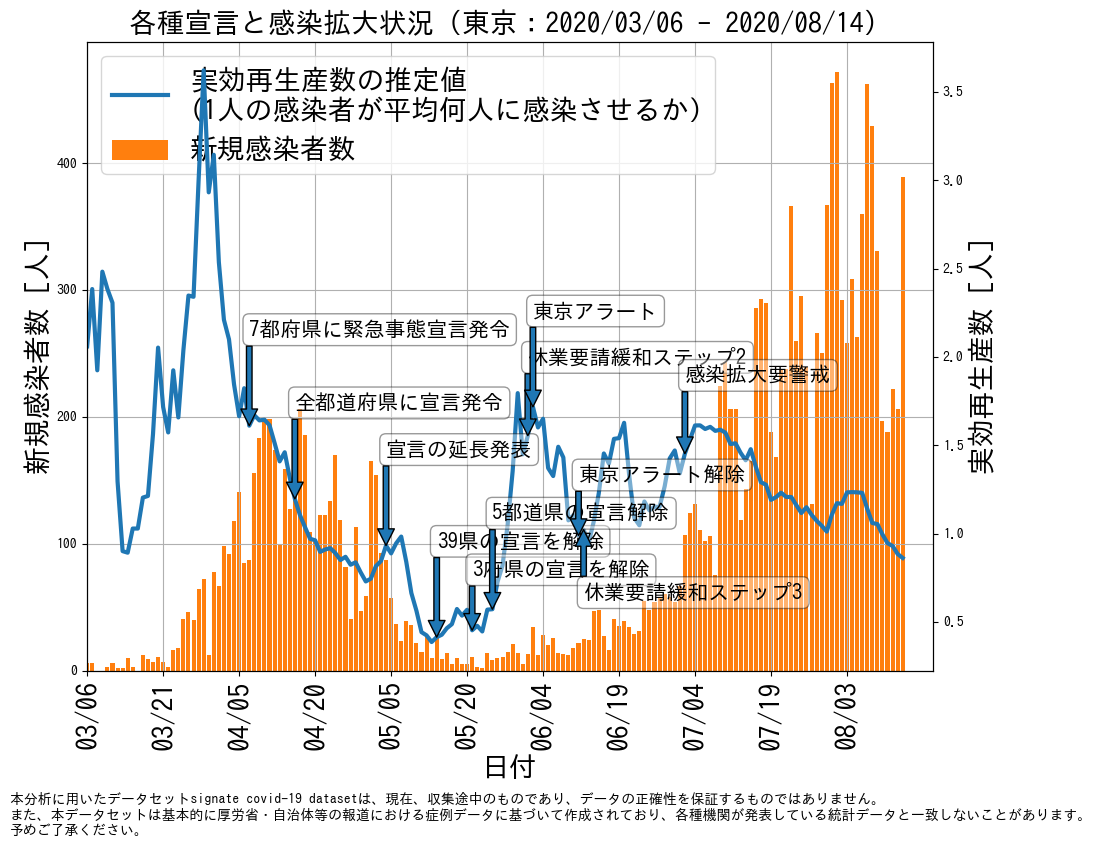 各種宣言と感染拡大状況 (東京：2020/03/06 - 2020/08/14)
実効再生産数の推定値
(1人の感染者が平均何人に感染させるか)
新規感染者数
新規感染者数 [人]
400
300
200
100
0
3.5
3.0
2.5
2.0
1.5
1.0
0.5
実効再生産数 [人]
東京アラート
7都府県に緊急事態宣言発令
休業要請緩和ステップ2
感染拡大要警戒
全都道府県に宣言発令
宣言の延長発表
東京アラート解除
5都道県の宣言解除
39県の宣言を解除
3府県の宣言を解除
休業要請緩和ステップ3
03/06
03/21
04/05
04/20
05/05
05/20
06/04
06/19
07/04
07/19
08/03
日付
本分析に用いたデータセットsignate covid-19 datasetは、現在、収集途中のものであり、データの正確性を保証するものではありません。
また、本データセットは基本的に厚労省・自治体等の報道における症例データに基づいて作成されており、各種機関が発表している統計データと一致しないことがあります。
予めご了承ください。